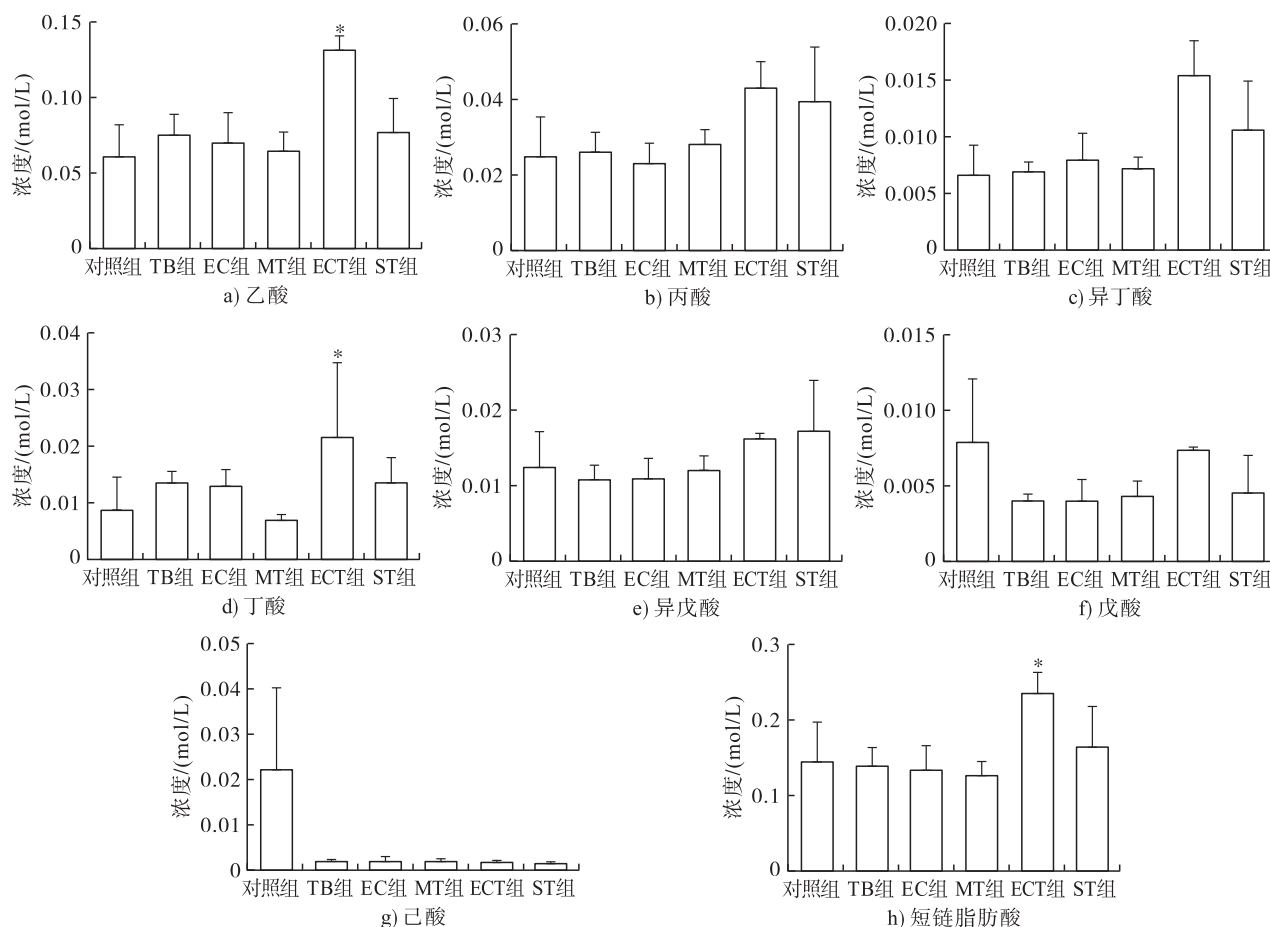 0.15
0.10
0.05
0
浓度/(mol/L)
*
对照组 TB组 EC组 MT组 ECT组 ST组
a) 乙酸
0.06
0.04
0.02
0
浓度/(mol/L)
对照组 TB组 EC组 MT组 ECT组 ST组
b) 丙酸
0.020
0.015
0.010
0.005
0
浓度/(mol/L)
对照组 TB组 EC组 MT组 ECT组 ST组
c) 异丁酸
0.04
0.03
0.02
0.01
0
浓度/(mol/L)
*
对照组 TB组 EC组 MT组 ECT组 ST组
d) 丁酸
0.03
0.02
0.01
0
浓度/(mol/L)
对照组 TB组 EC组 MT组 ECT组 ST组
e) 异戊酸
0.015
0.010
0.005
0
浓度/(mol/L)
对照组 TB组 EC组 MT组 ECT组 ST组
f) 戊酸
0.05
0.04
0.03
0.02
0.01
0
浓度/(mol/L)
对照组 TB组 EC组 MT组 ECT组 ST组
g) 己酸
0.3
0.2
0.1
0
浓度/(mol/L)
*
对照组 TB组 EC组 MT组 ECT组 ST组
h) 短链脂肪酸